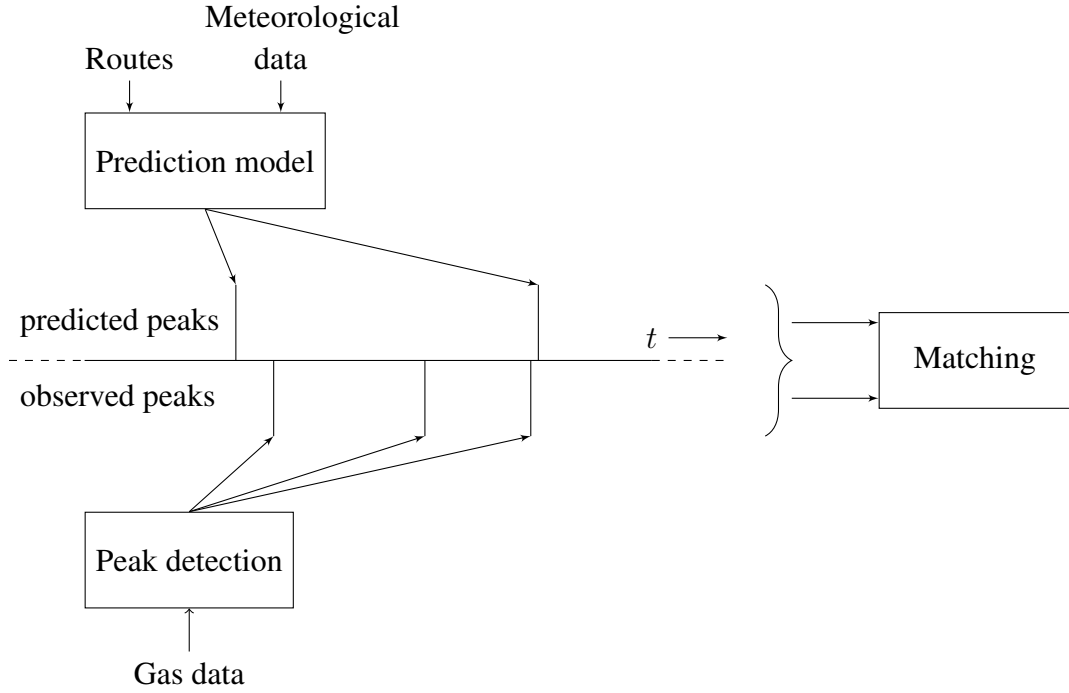 Meteorological
Routes data
Prediction model
predicted peaks
t
observed peaks
Matching
Peak detection
Gas data